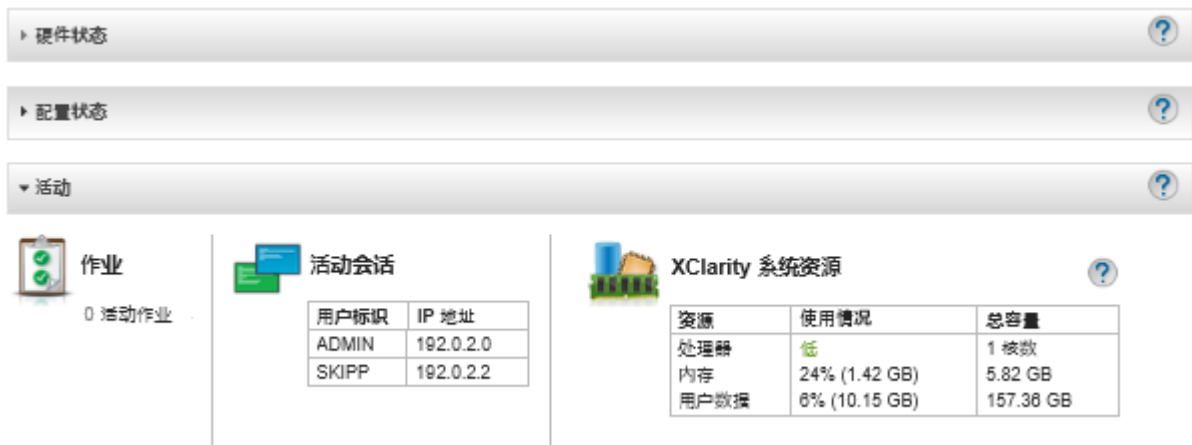 硬件状态
?
配置状态
?
活动
?
作业
0 活动作业
活动会话
用户标识 IP 地址
ADMIN 192.0.2.0
SKIPP 192.0.2.2
XClarity 系统资源
?
资源 使用情况 总容量
处理器 低 1 核数
内存 24% (1.42 GB) 5.82 GB
用户数据 6% (10.15 GB) 157.36 GB